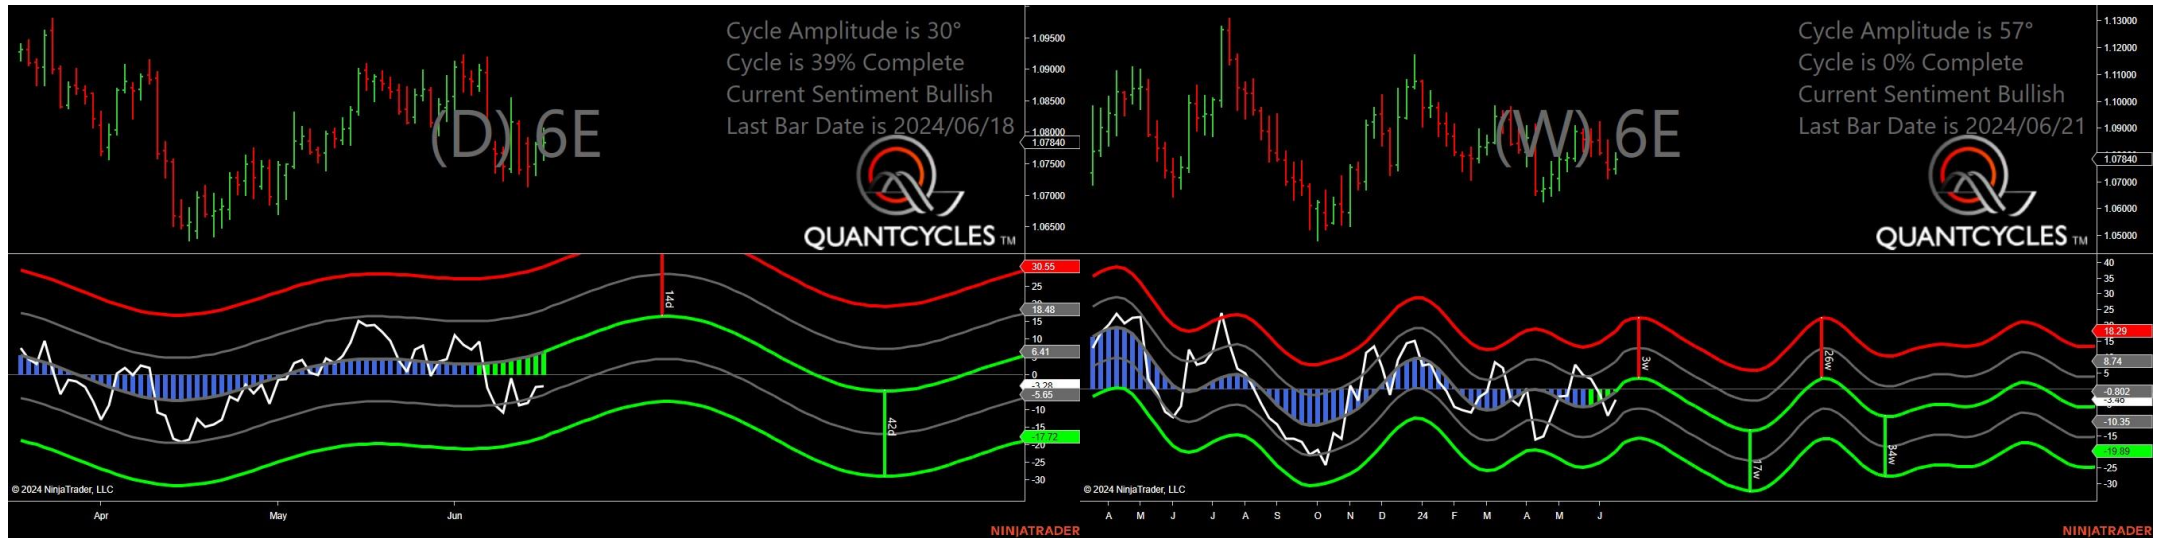 Cycle Amplitude is 30°
Cycle is 39% Complete
Current Sentiment Bullish
Last Bar Date is 2024/06/18
(D) 6E
QUANTCYCLES TM
1.09500
1.09000
1.08500
1.08000
1.07840
1.07500
1.07000
1.06500
30.55
25
18.48
15
10
6.41
0
-3.28
-5.65
-10
-15
-17.72
-20
-25
-30
14d
42d
© 2024 NinjaTrader, LLC
Apr May Jun
NINJATRADER
Cycle Amplitude is 57°
Cycle is 0% Complete
Current Sentiment Bullish
Last Bar Date is 2024/06/21
(W) 6E
QUANTCYCLES TM
1.13000
1.12000
1.11000
1.10000
1.09000
1.07840
1.07000
1.06000
1.05000
40
35
30
25
18.29
15
8.74
5
-0.802
-3.48
-10.35
-15
-19.89
-25
-30
3w
17w
26w
34w
© 2024 NinjaTrader, LLC
A M J J A S O N D 24 F M A M J
NINJATRADER